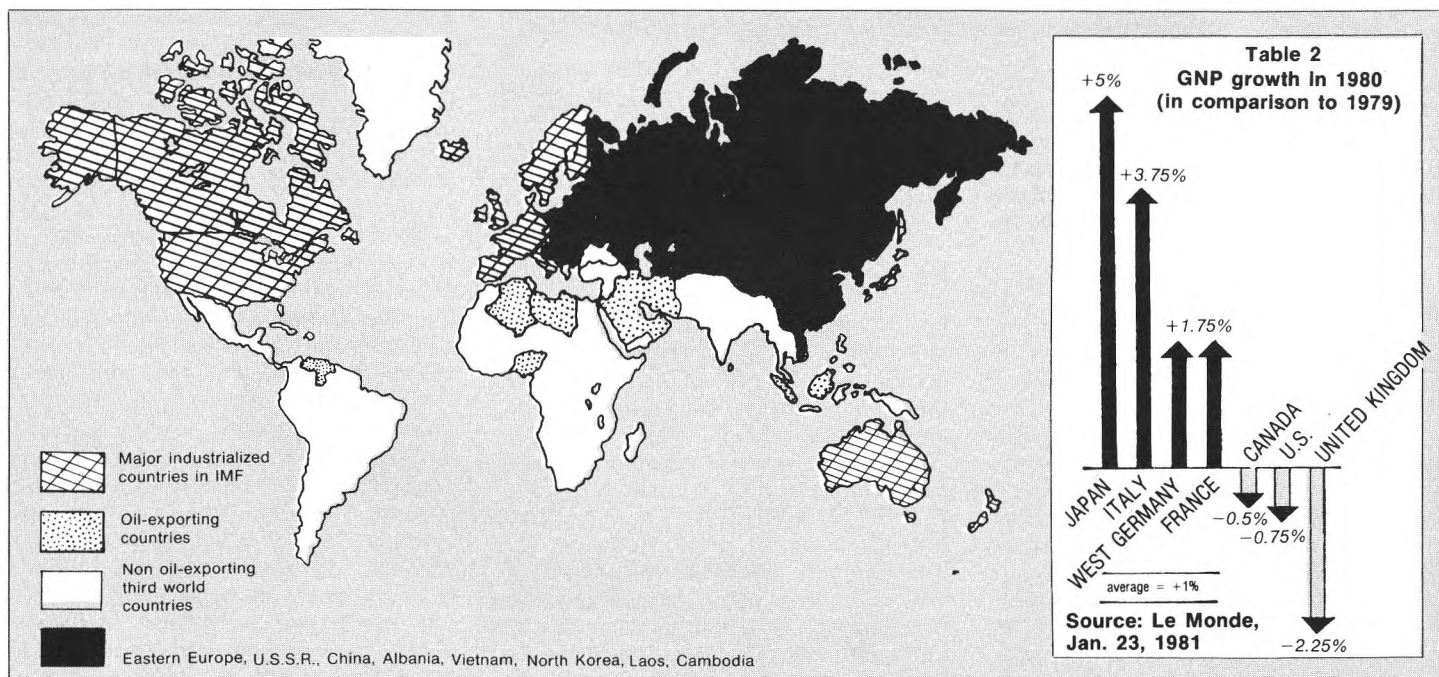 Major industrialized
countries in IMF
Oil-exporting
countries
Non oil-exporting
third world
countries
Eastern Europe, U.S.S.R., China, Albania, Vietnam, North Korea, Laos, Cambodia
Table 2
GNP growth in 1980
(in comparison to 1979)
+5%
+3.75%
+1.75%
JAPAN
ITALY
WEST GERMANY
FRANCE
CANADA
U.S.
UNITED KINGDOM
−0.5%
−0.75%
−2.25%
average = +1%
Source: Le Monde,
Jan. 23, 1981